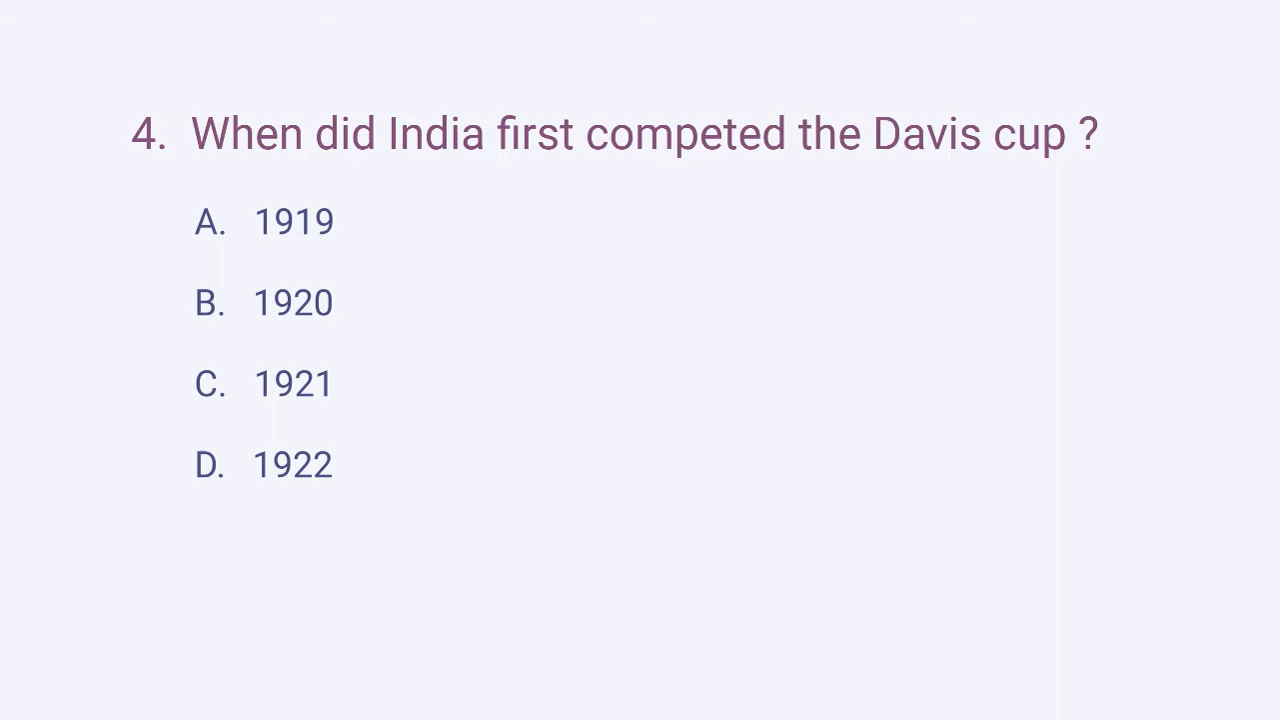 4. When did India first competed the Davis cup ?
A. 1919
B. 1920
C. 1921
D. 1922